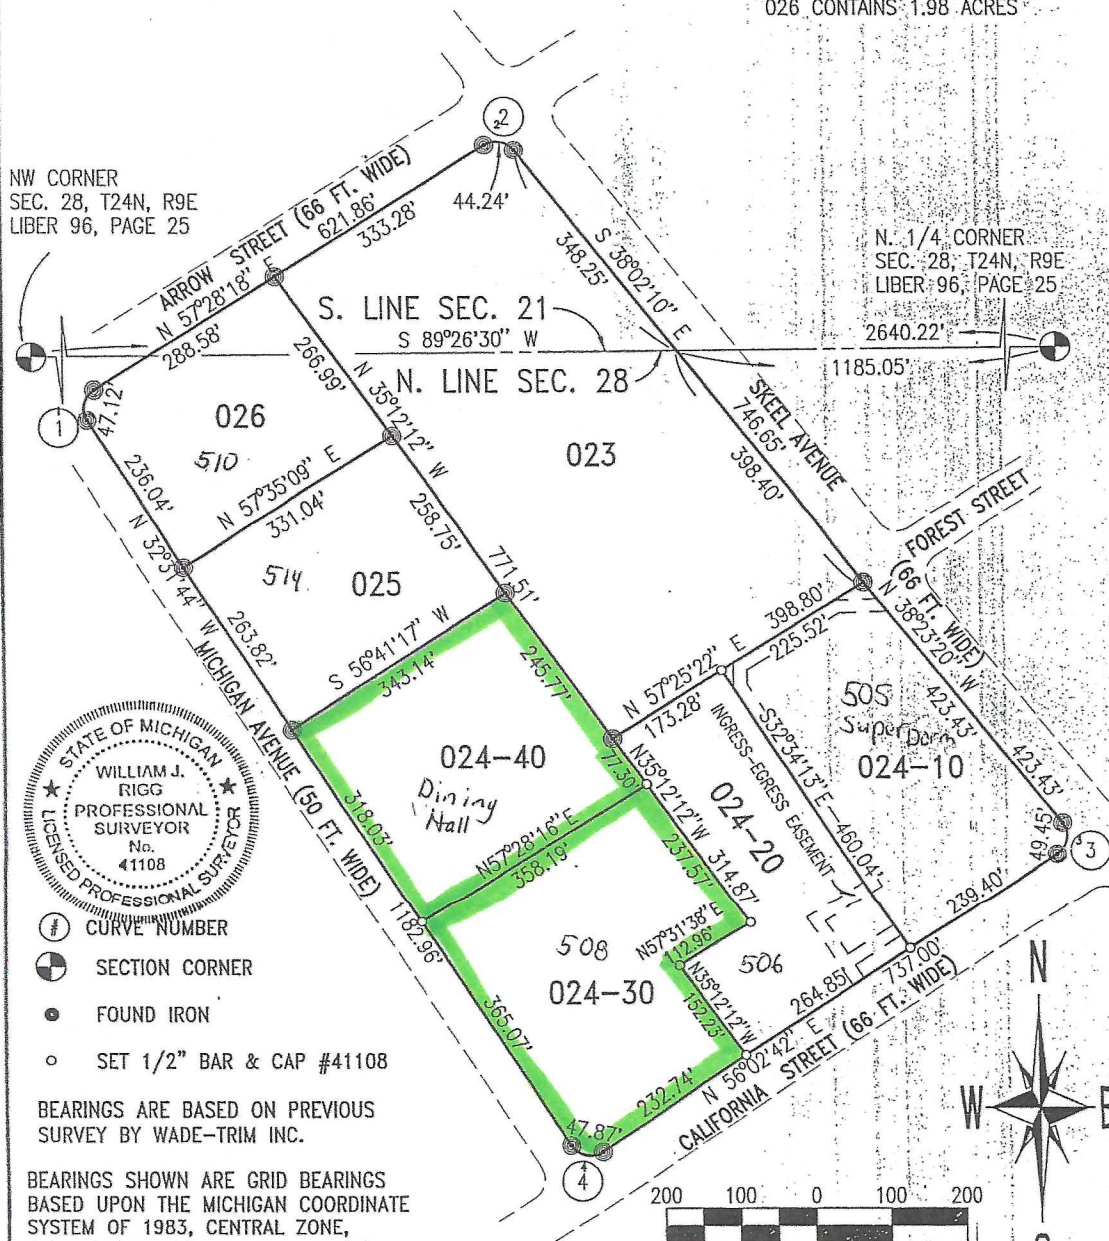 026 CONTAINS 1.98 ACRES
2
NW CORNER
SEC. 28, T24N, R9E
LIBER 96, PAGE 25
ARROW STREET (66 FT. WIDE)
N 57°28'18" E
621.86'
333.28'
288.58'
44.24'
348.25'
S 38°02'10" E
N. 1/4 CORNER
SEC. 28, T24N, R9E
LIBER 96, PAGE 25
S. LINE SEC. 21
S 89°26'30" W
N. LINE SEC. 28
2640.22'
1185.05'
1
47.12'
026
510
266.99'
N 35°12'12" W
023
SKEEL AVENUE
746.65'
398.40'
236.04'
N 32°31'44" W
N 57°35'09" E
331.04'
258.75'
514
025
771.51'
FOREST STREET
(66 FT. WIDE)
398.80'
225.52'
N 38°23'20" W
423.43'
423.43'
263.82'
MICHIGAN AVENUE (50 FT. WIDE)
S 56°41'17" W
343.14'
245.77'
N 57°25'22" E
173.28'
INGRESS-EGRESS EASEMENT
S32°34'13"E
460.04'
505
Super Dorm
024-10
STATE OF MICHIGAN
WILLIAM J.
RIGG
PROFESSIONAL
SURVEYOR
No.
41108
LICENSED PROFESSIONAL SURVEYOR
024-40
Dining
Hall
77.30'
N35°12'12"W
314.87'
024-20
318.03'
N57°28'16"E
358.19'
237.57'
49.45'
3
239.40'
1182.96'
508
024-30
N57°31'38"E
112.96'
506
N35°12'12"W
152.23'
737.00'
264.85'
365.07'
N 56°02'42" E
232.74'
CALIFORNIA STREET (66 FT. WIDE)
47.87'
4
# CURVE NUMBER
SECTION CORNER
FOUND IRON
SET 1/2" BAR & CAP #41108
BEARINGS ARE BASED ON PREVIOUS
SURVEY BY WADE-TRIM INC.
BEARINGS SHOWN ARE GRID BEARINGS
BASED UPON THE MICHIGAN COORDINATE
SYSTEM OF 1983, CENTRAL ZONE,
N
W
E
200 100 0 100 200